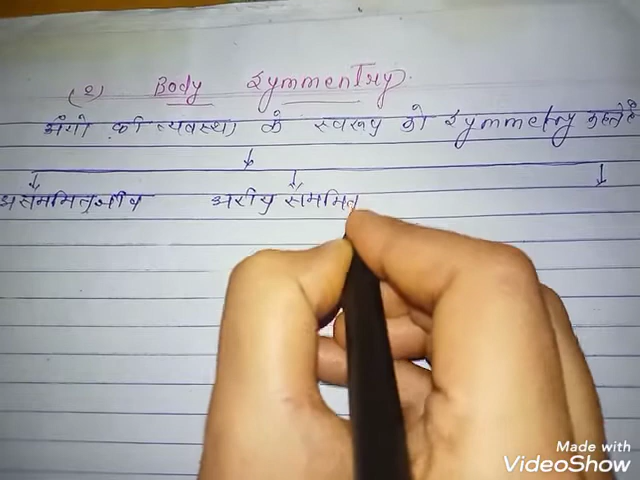 (2) Body Symmentry.
अंगो की व्यवस्था के स्वरूप को Symmetry कहते है
असममित जीव अरीय सममित
Made with
VideoShow